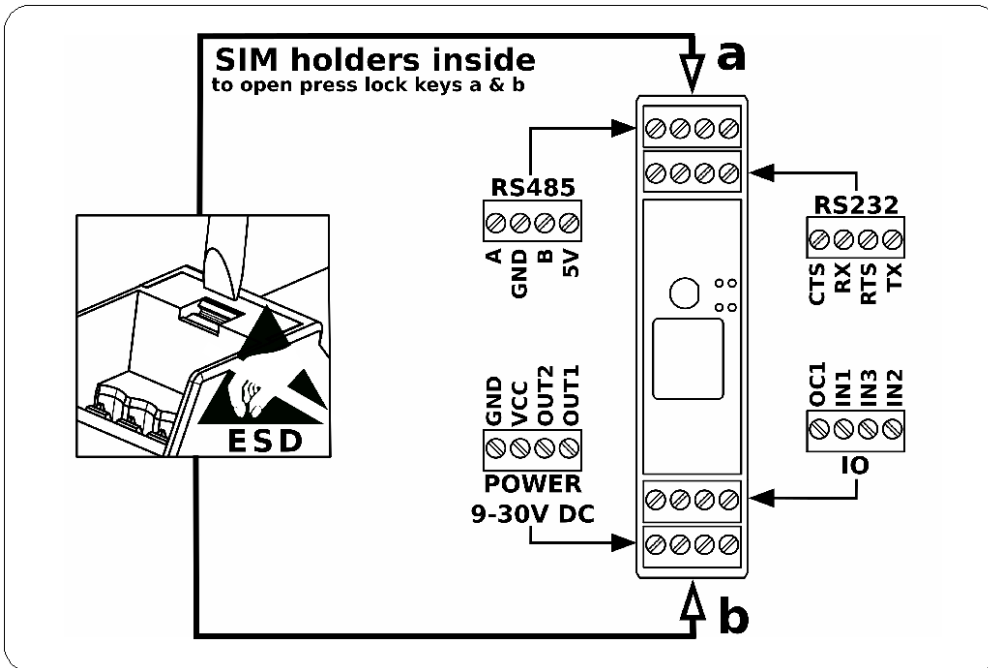 SIM holders inside
to open press lock keys a & b
a
RS485
A GND B 5V
RS232
CTS RX RTS TX
ESD
GND VCC OUT2 OUT1
POWER
9-30V DC
OC1 IN1 IN3 IN2
IO
b